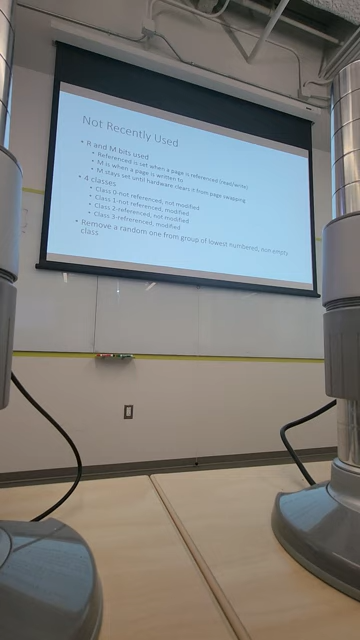 Not Recently Used
• R and M bits used
• Referenced is set when a page is referenced (read/write)
• M is when a page is written to
• M stays set until hardware clears it from page swapping
• 4 classes
• Class 0-not referenced, not modified
• Class 1-not referenced, modified
• Class 2-referenced, not modified
• Class 3-referenced, modified
• Remove a random one from group of lowest numbered, non-empty
class